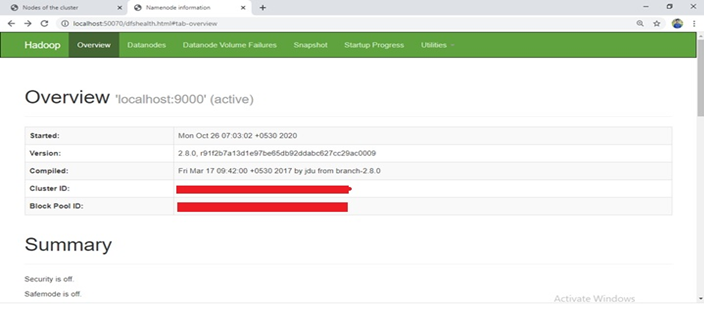 Nodes of the cluster
Namenode information
localhost:50070/dfshealth.html#tab-overview
Hadoop Overview Datanodes Datanode Volume Failures Snapshot Startup Progress Utilities
Overview 'localhost:9000' (active)
Started: Mon Oct 26 07:03:02 +0530 2020
Version: 2.8.0, r91f2b7a13d1e97be65db92ddabc627cc29ac0009
Compiled: Fri Mar 17 09:42:00 +0530 2017 by jdu from branch-2.8.0
Cluster ID:
Block Pool ID:
Summary
Security is off.
Safemode is off.
Activate Windows